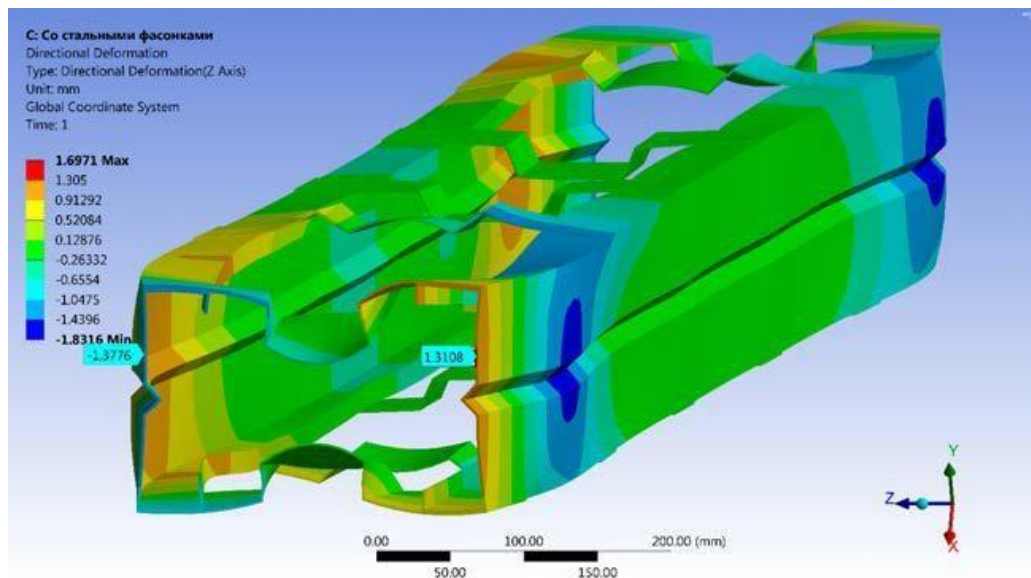 C: Со стальными фасонками
Directional Deformation
Type: Directional Deformation(Z Axis)
Unit: mm
Global Coordinate System
Time: 1
1.6971 Max
1.305
0.91292
0.52084
0.12876
-0.26332
-0.6554
-1.0475
-1.4396
-1.8316 Min
-1.3776
1.3108
Y
Z
X
0.00 100.00 200.00 (mm)
50.00 150.00